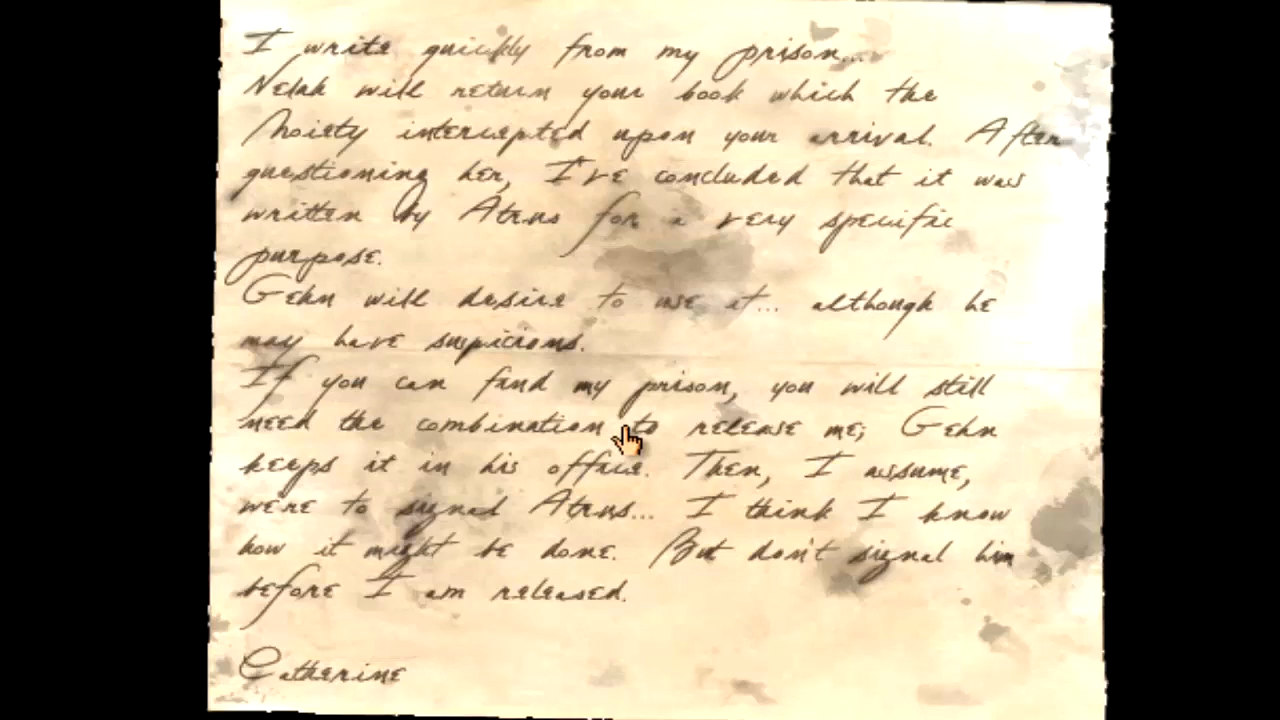 I write quickly from my prison...
Nelah will return your book which the
Moiety intercepted upon your arrival. After
questioning her, I've concluded that it was
written by Atrus for a very specific
purpose.
Gehn will desire to use it... although he
may have suspicions.
If you can find my prison, you will still
need the combination to release me; Gehn
keeps it in his office. Then, I assume,
we're to signal Atrus... I think I know
how it might be done. But don't signal him
before I am released.
Catherine